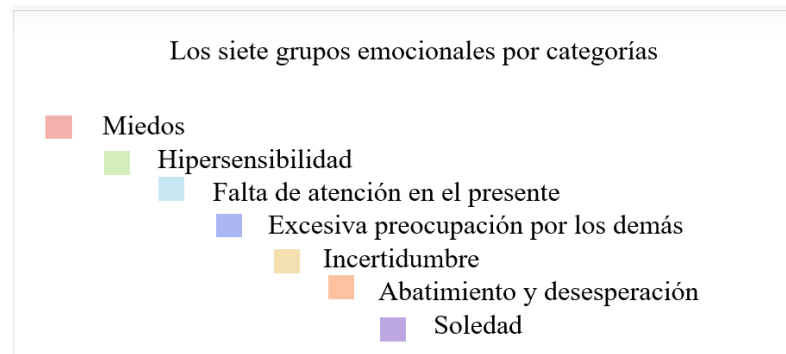 Los siete grupos emocionales por categorías
Miedos
Hipersensibilidad
Falta de atención en el presente
Excesiva preocupación por los demás
Incertidumbre
Abatimiento y desesperación
Soledad